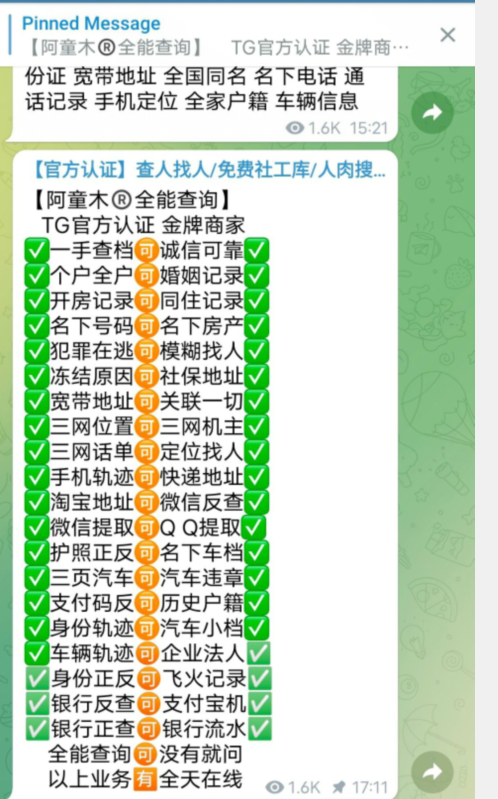 Pinned Message
【阿童木®全能查询】 TG官方认证 金牌商…
份证 宽带地址 全国同名 名下电话 通
话记录 手机定位 全家户籍 车辆信息
1.6K 15:21
【官方认证】查人找人/免费社工库/人肉搜...
【阿童木®全能查询】
TG官方认证 金牌商家
✅一手查档🉑诚信可靠✅
✅个户全户🉑婚姻记录✅
✅开房记录🉑同住记录✅
✅名下号码🉑名下房产✅
✅犯罪在逃🉑模糊找人✅
✅冻结原因🉑社保地址✅
✅宽带地址🉑关联一切✅
✅三网位置🉑三网机主✅
✅三网话单🉑定位找人✅
✅手机轨迹🉑快递地址✅
✅淘宝地址🉑微信反查✅
✅微信提取🉑Q Q提取✅
✅护照正反🉑名下车档✅
✅三页汽车🉑汽车违章✅
✅支付码反🉑历史户籍✅
✅身份轨迹🉑汽车小档✅
✅车辆轨迹🉑企业法人✅
✅身份正反🉑飞火记录✅
✅银行反查🉑支付宝机✅
✅银行正查🉑银行流水✅
全能查询🉑没有就问
以上业务🈶全天在线
1.6K 17:11